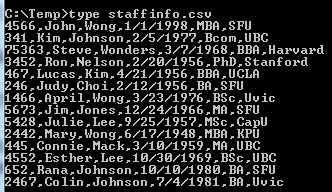 C:\Temp>type staffinfo.csv
4566,John,Wong,1/1/1998,MBA,SFU
341,Kim,Johnson,2/5/1977,Bcom,UBC
75363,Steve,Wonders,3/7/1968,BBA,Harvard
3452,Ron,Nelson,2/20/1956,PhD,Stanford
467,Lucas,Kim,4/21/1956,BBA,UCLA
246,Judy,Choi,2/12/1956,BA,SFU
1466,April,Wong,3/23/1976,BSc,Uvic
5673,Jim,Jones,12/24/1966,MA,SFU
5428,Julie,Lee,9/25/1957,MSc,CapU
2442,Mary,Wong,6/17/1948,MBA,KPU
445,Connie,Mack,3/10/1959,MA,UBC
4552,Esther,Lee,10/30/1969,BSc,UBC
652,Rana,Johnson,10/10/1980,BA,SFU
2467,Colin,Johnson,7/4/1981,BA,Uvic